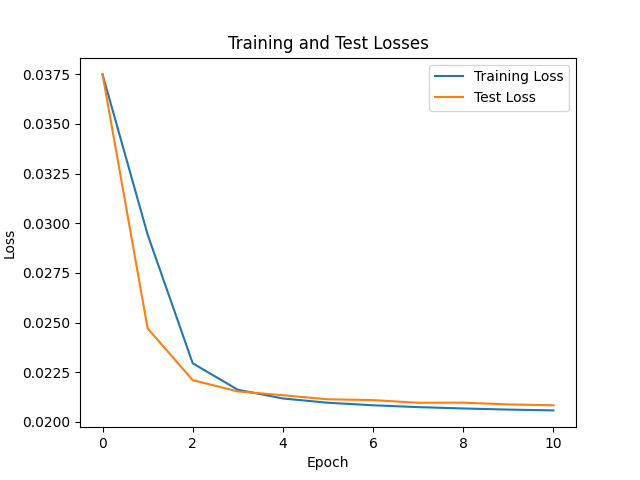 Training and Test Losses
Training Loss
Test Loss
0.0375
0.0350
0.0325
0.0300
0.0275
0.0250
0.0225
0.0200
Loss
0 2 4 6 8 10
Epoch